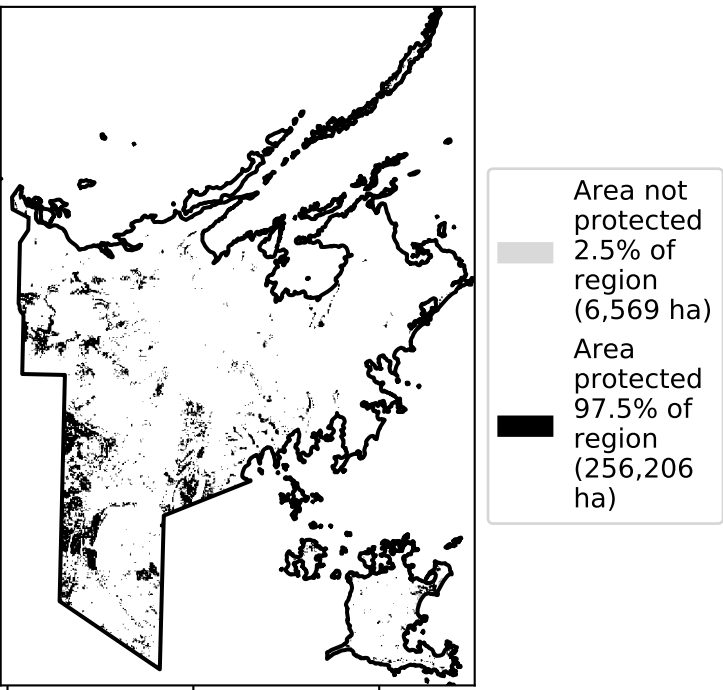 Area not
protected
2.5% of
region
(6,569 ha)
Area
protected
97.5% of
region
(256,206
ha)